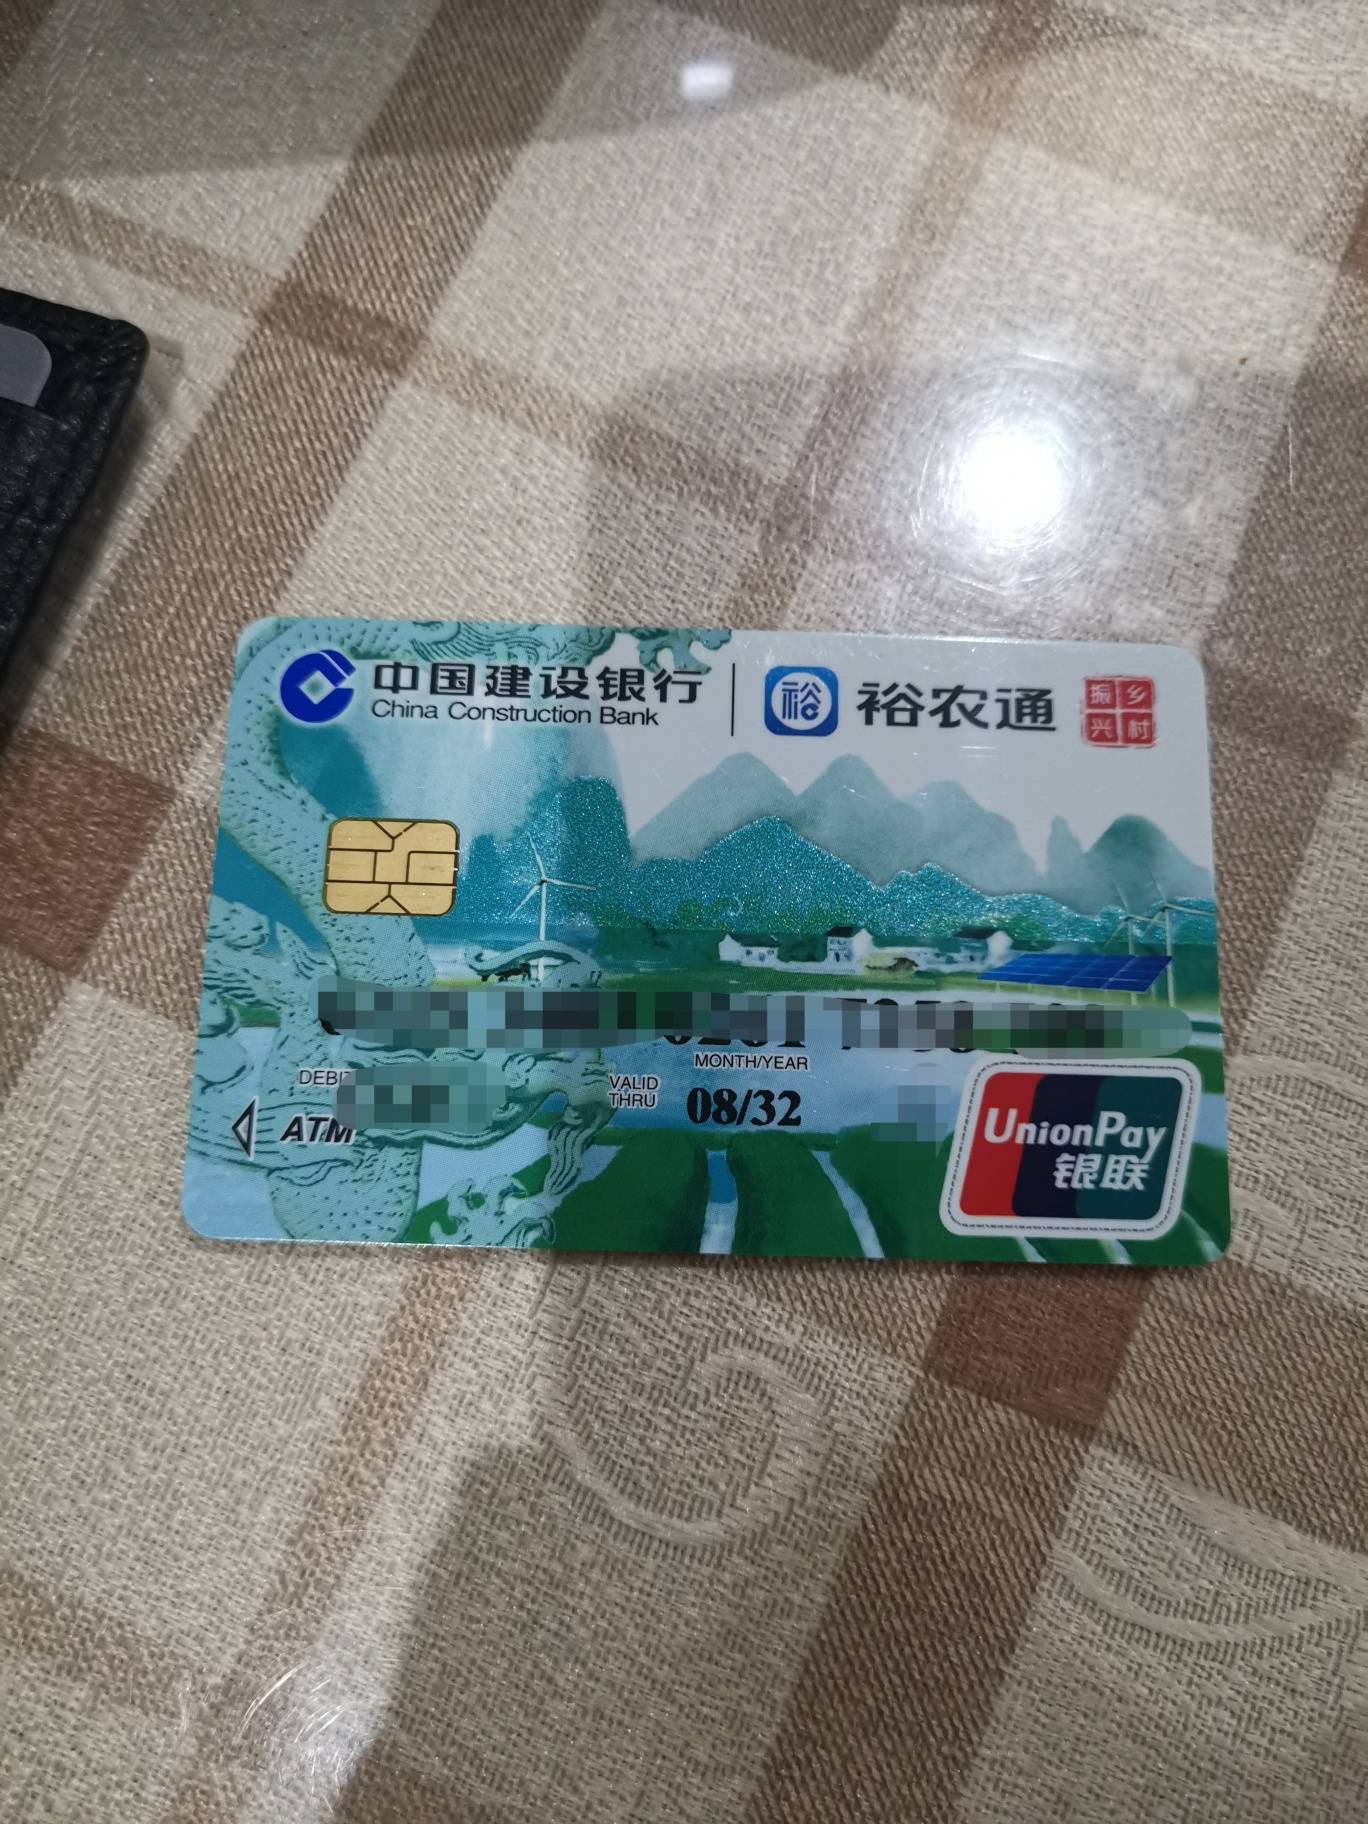 中国建设银行
China Construction Bank
裕
裕农通
振乡
兴村
MONTH/YEAR
VALID
THRU
08/32
ATM
UnionPay
银联